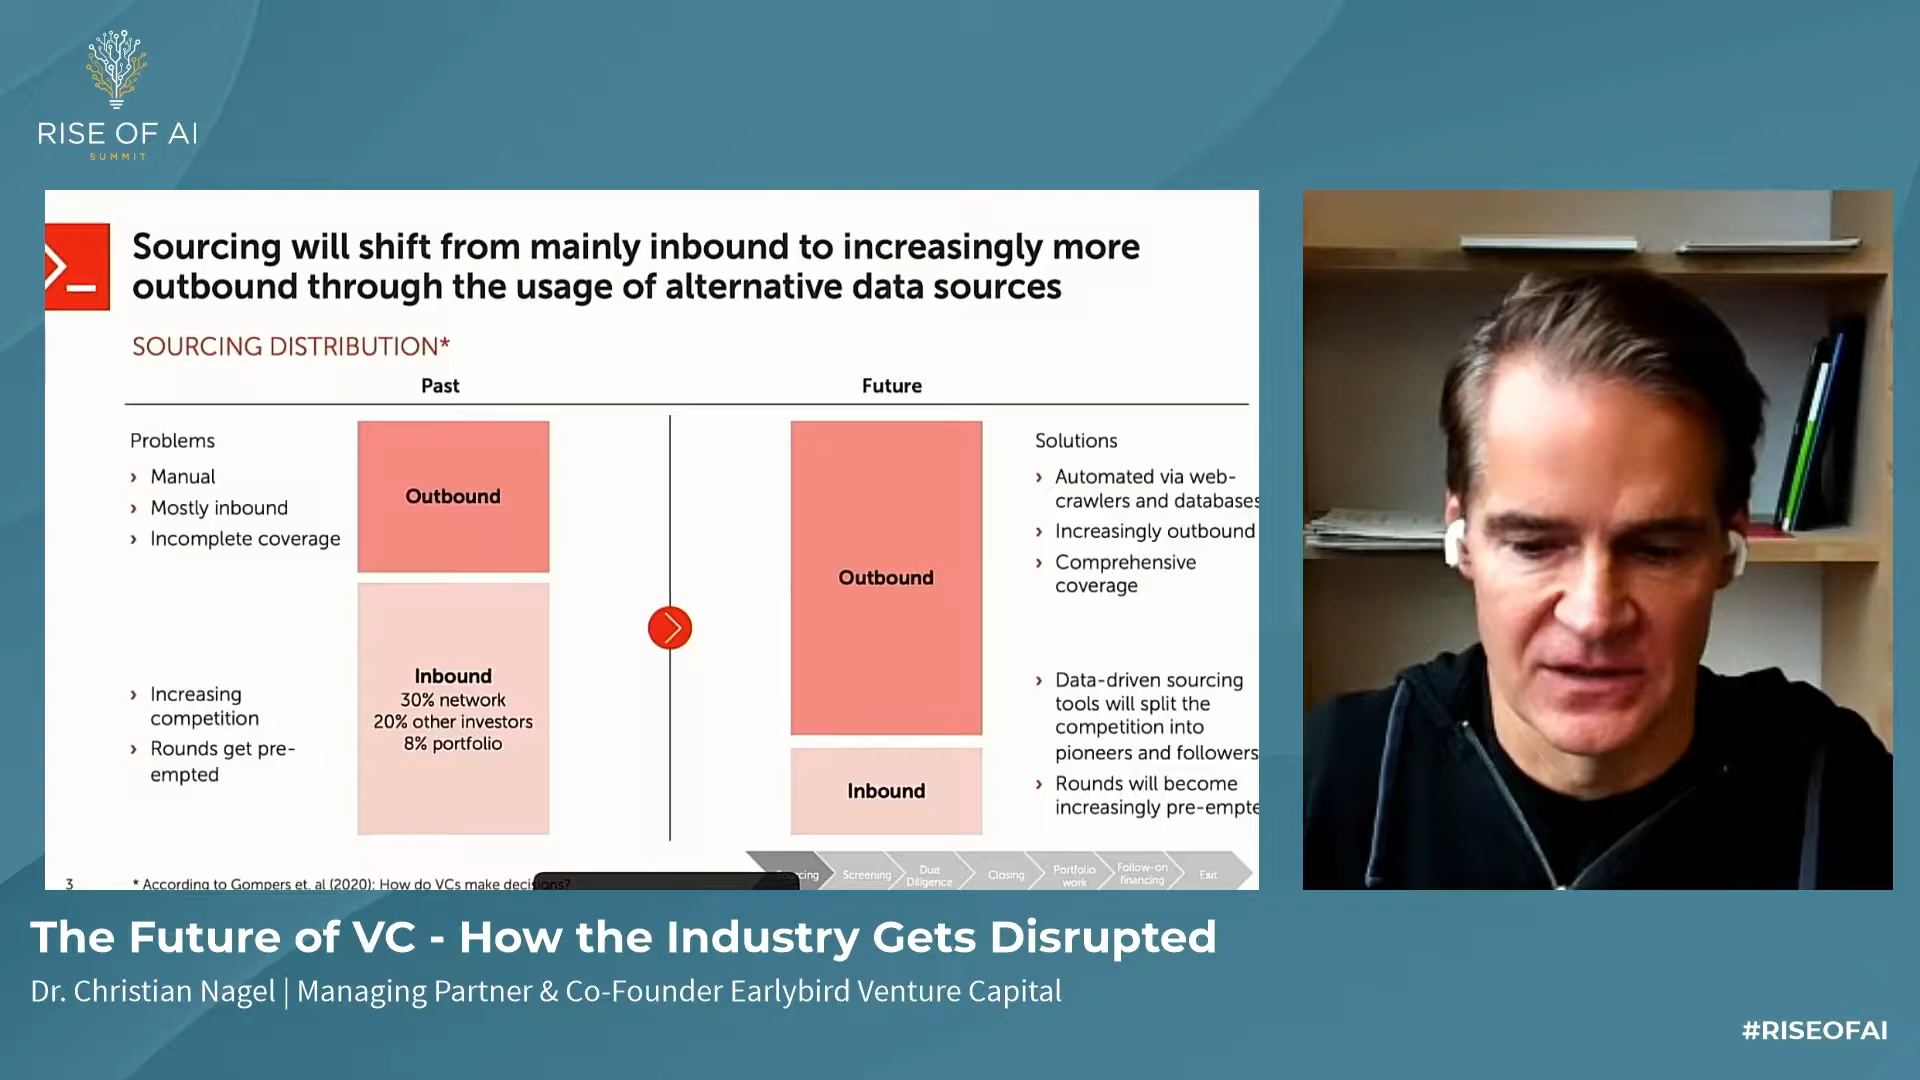 RISE OF AI
SUMMIT
Sourcing will shift from mainly inbound to increasingly more
outbound through the usage of alternative data sources
SOURCING DISTRIBUTION*
Past
Future
Problems
› Manual
› Mostly inbound
› Incomplete coverage
› Increasing
competition
› Rounds get pre-
empted
Outbound
Inbound
30% network
20% other investors
8% portfolio
Outbound
Inbound
Solutions
› Automated via web-
crawlers and databases
› Increasingly outbound
› Comprehensive
coverage
› Data-driven sourcing
tools will split the
competition into
pioneers and followers
› Rounds will become
increasingly pre-empte
Screening
Due
Diligence
Closing
Portfolio
work
Follow-on
financing
Exit
3
* According to Gompers et. al (2020): How do VCs make decisions?
The Future of VC - How the Industry Gets Disrupted
Dr. Christian Nagel | Managing Partner & Co-Founder Earlybird Venture Capital
#RISEOFAI